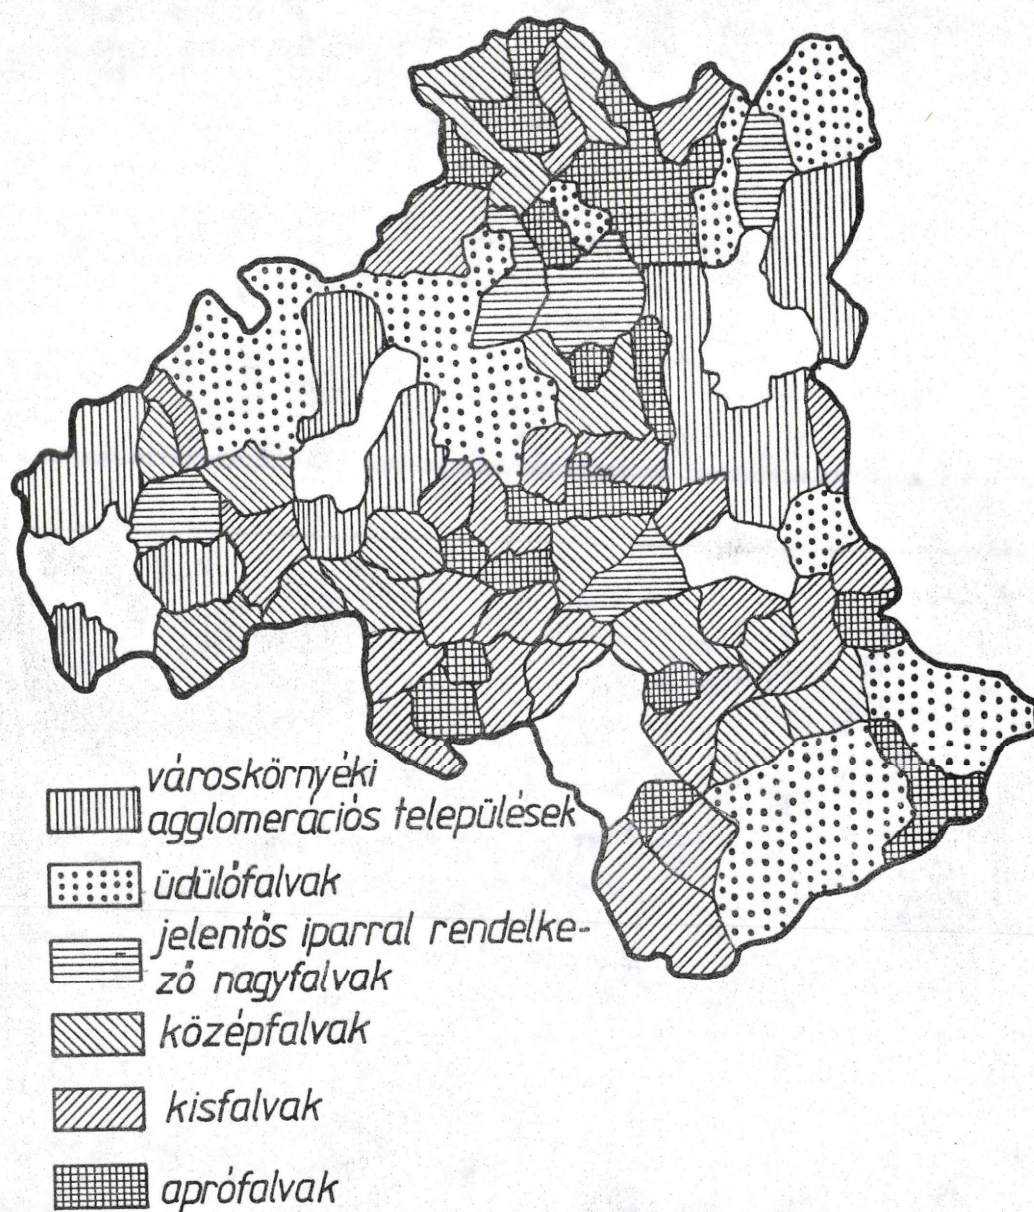 városkörnyéki
agglomerációs települések
üdülőfalvak
jelentős iparral rendelke-
ző nagyfalvak
középfalvak
kisfalvak
aprófalvak